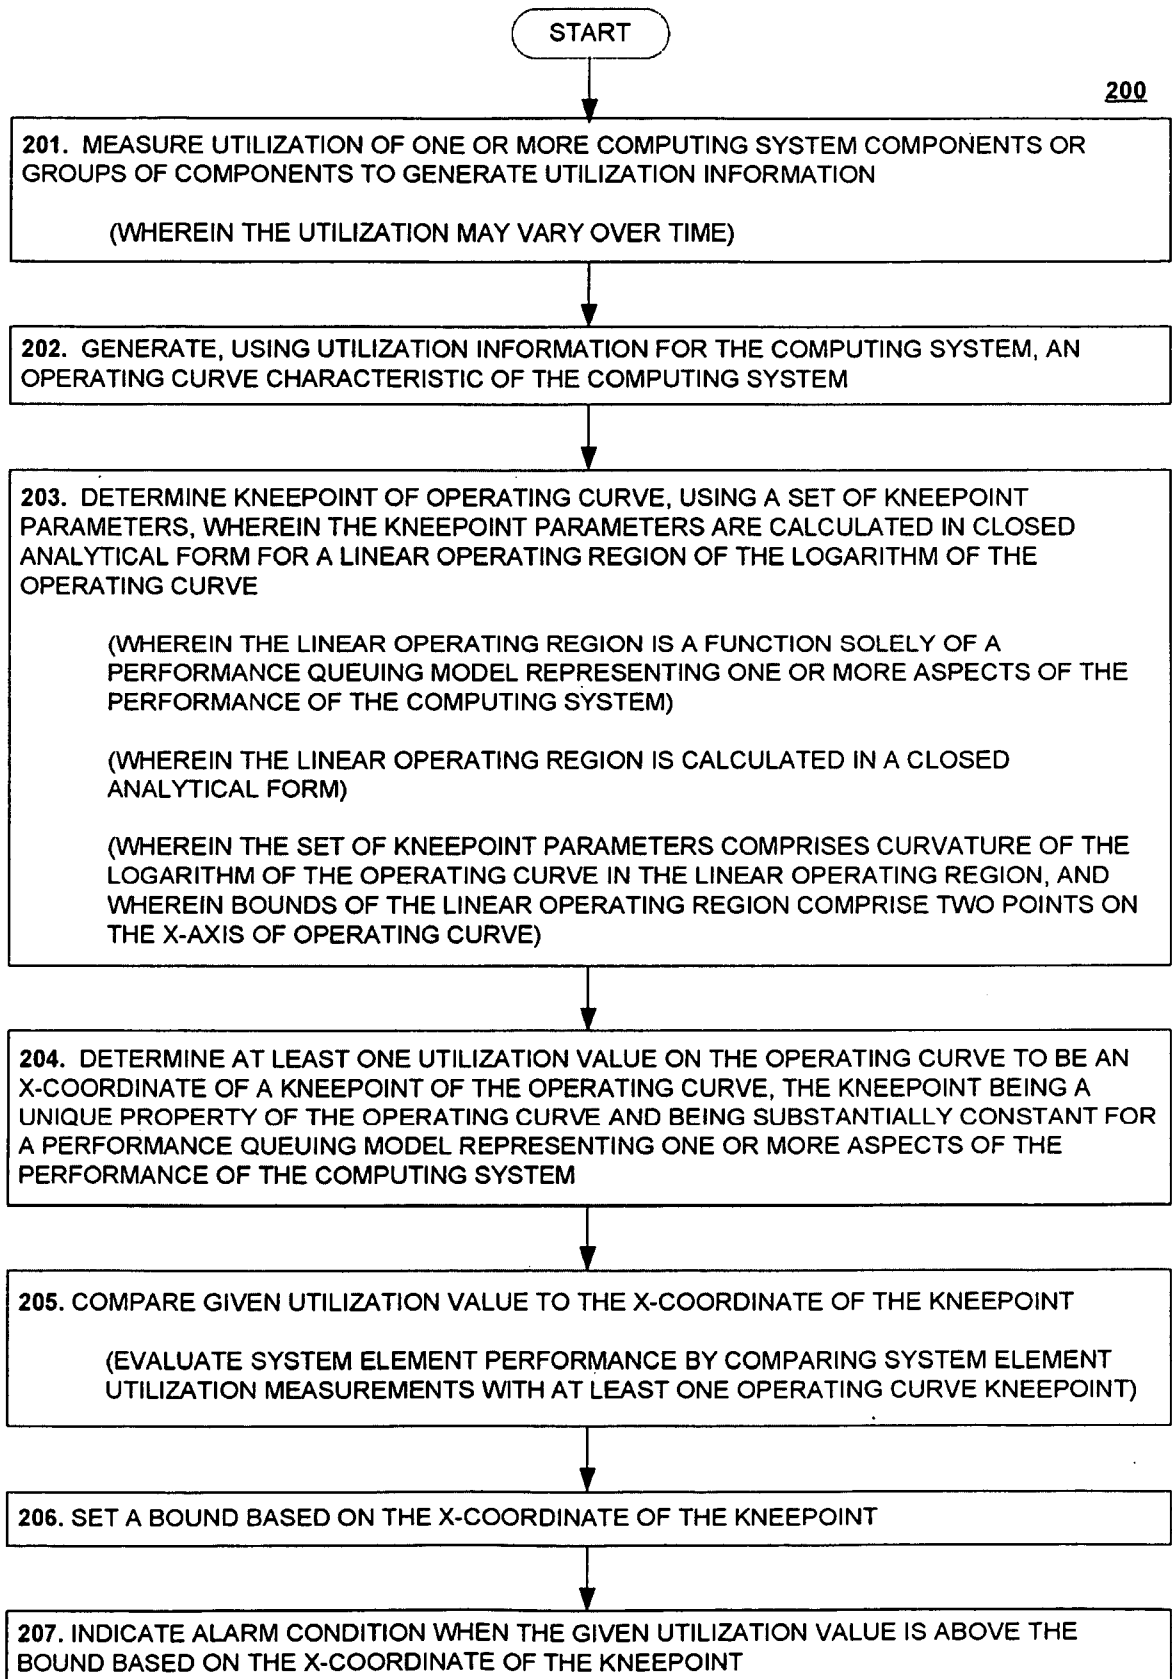 START
200
201. MEASURE UTILIZATION OF ONE OR MORE COMPUTING SYSTEM COMPONENTS OR
GROUPS OF COMPONENTS TO GENERATE UTILIZATION INFORMATION
(WHEREIN THE UTILIZATION MAY VARY OVER TIME)
202. GENERATE, USING UTILIZATION INFORMATION FOR THE COMPUTING SYSTEM, AN
OPERATING CURVE CHARACTERISTIC OF THE COMPUTING SYSTEM
203. DETERMINE KNEEPOINT OF OPERATING CURVE, USING A SET OF KNEEPOINT
PARAMETERS, WHEREIN THE KNEEPOINT PARAMETERS ARE CALCULATED IN CLOSED
ANALYTICAL FORM FOR A LINEAR OPERATING REGION OF THE LOGARITHM OF THE
OPERATING CURVE
(WHEREIN THE LINEAR OPERATING REGION IS A FUNCTION SOLELY OF A
PERFORMANCE QUEUING MODEL REPRESENTING ONE OR MORE ASPECTS OF THE
PERFORMANCE OF THE COMPUTING SYSTEM)
(WHEREIN THE LINEAR OPERATING REGION IS CALCULATED IN A CLOSED
ANALYTICAL FORM)
(WHEREIN THE SET OF KNEEPOINT PARAMETERS COMPRISES CURVATURE OF THE
LOGARITHM OF THE OPERATING CURVE IN THE LINEAR OPERATING REGION, AND
WHEREIN BOUNDS OF THE LINEAR OPERATING REGION COMPRISE TWO POINTS ON
THE X-AXIS OF OPERATING CURVE)
204. DETERMINE AT LEAST ONE UTILIZATION VALUE ON THE OPERATING CURVE TO BE AN
X-COORDINATE OF A KNEEPOINT OF THE OPERATING CURVE, THE KNEEPOINT BEING A
UNIQUE PROPERTY OF THE OPERATING CURVE AND BEING SUBSTANTIALLY CONSTANT FOR
A PERFORMANCE QUEUING MODEL REPRESENTING ONE OR MORE ASPECTS OF THE
PERFORMANCE OF THE COMPUTING SYSTEM
205. COMPARE GIVEN UTILIZATION VALUE TO THE X-COORDINATE OF THE KNEEPOINT
(EVALUATE SYSTEM ELEMENT PERFORMANCE BY COMPARING SYSTEM ELEMENT
UTILIZATION MEASUREMENTS WITH AT LEAST ONE OPERATING CURVE KNEEPOINT)
206. SET A BOUND BASED ON THE X-COORDINATE OF THE KNEEPOINT
207. INDICATE ALARM CONDITION WHEN THE GIVEN UTILIZATION VALUE IS ABOVE THE
BOUND BASED ON THE X-COORDINATE OF THE KNEEPOINT